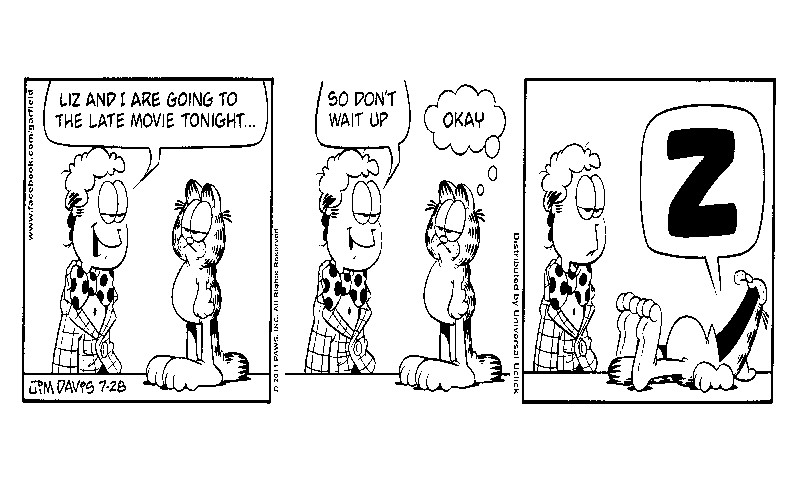 LIZ AND I ARE GOING TO
THE LATE MOVIE TONIGHT...
www.facebook.com/garfield
JIM DAVIS 7-28
© 2011 PAWS, INC. All Rights Reserved.
SO DON'T
WAIT UP
OKAY
Distributed by Universal Uclick
Z